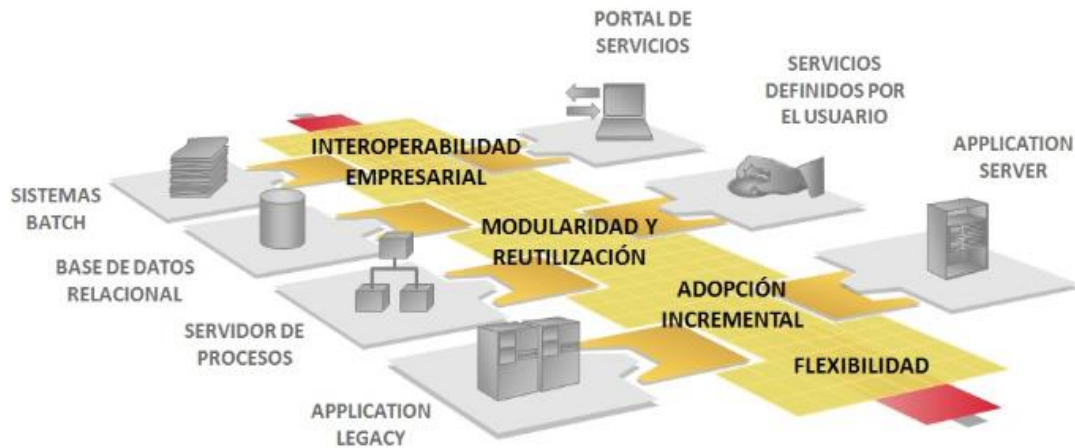 PORTAL DE
SERVICIOS
SERVICIOS
DEFINIDOS POR
EL USUARIO
APPLICATION
SERVER
INTEROPERABILIDAD
EMPRESARIAL
SISTEMAS
BATCH
MODULARIDAD Y
REUTILIZACIÓN
BASE DE DATOS
RELACIONAL
ADOPCIÓN
INCREMENTAL
SERVIDOR DE
PROCESOS
FLEXIBILIDAD
APPLICATION
LEGACY